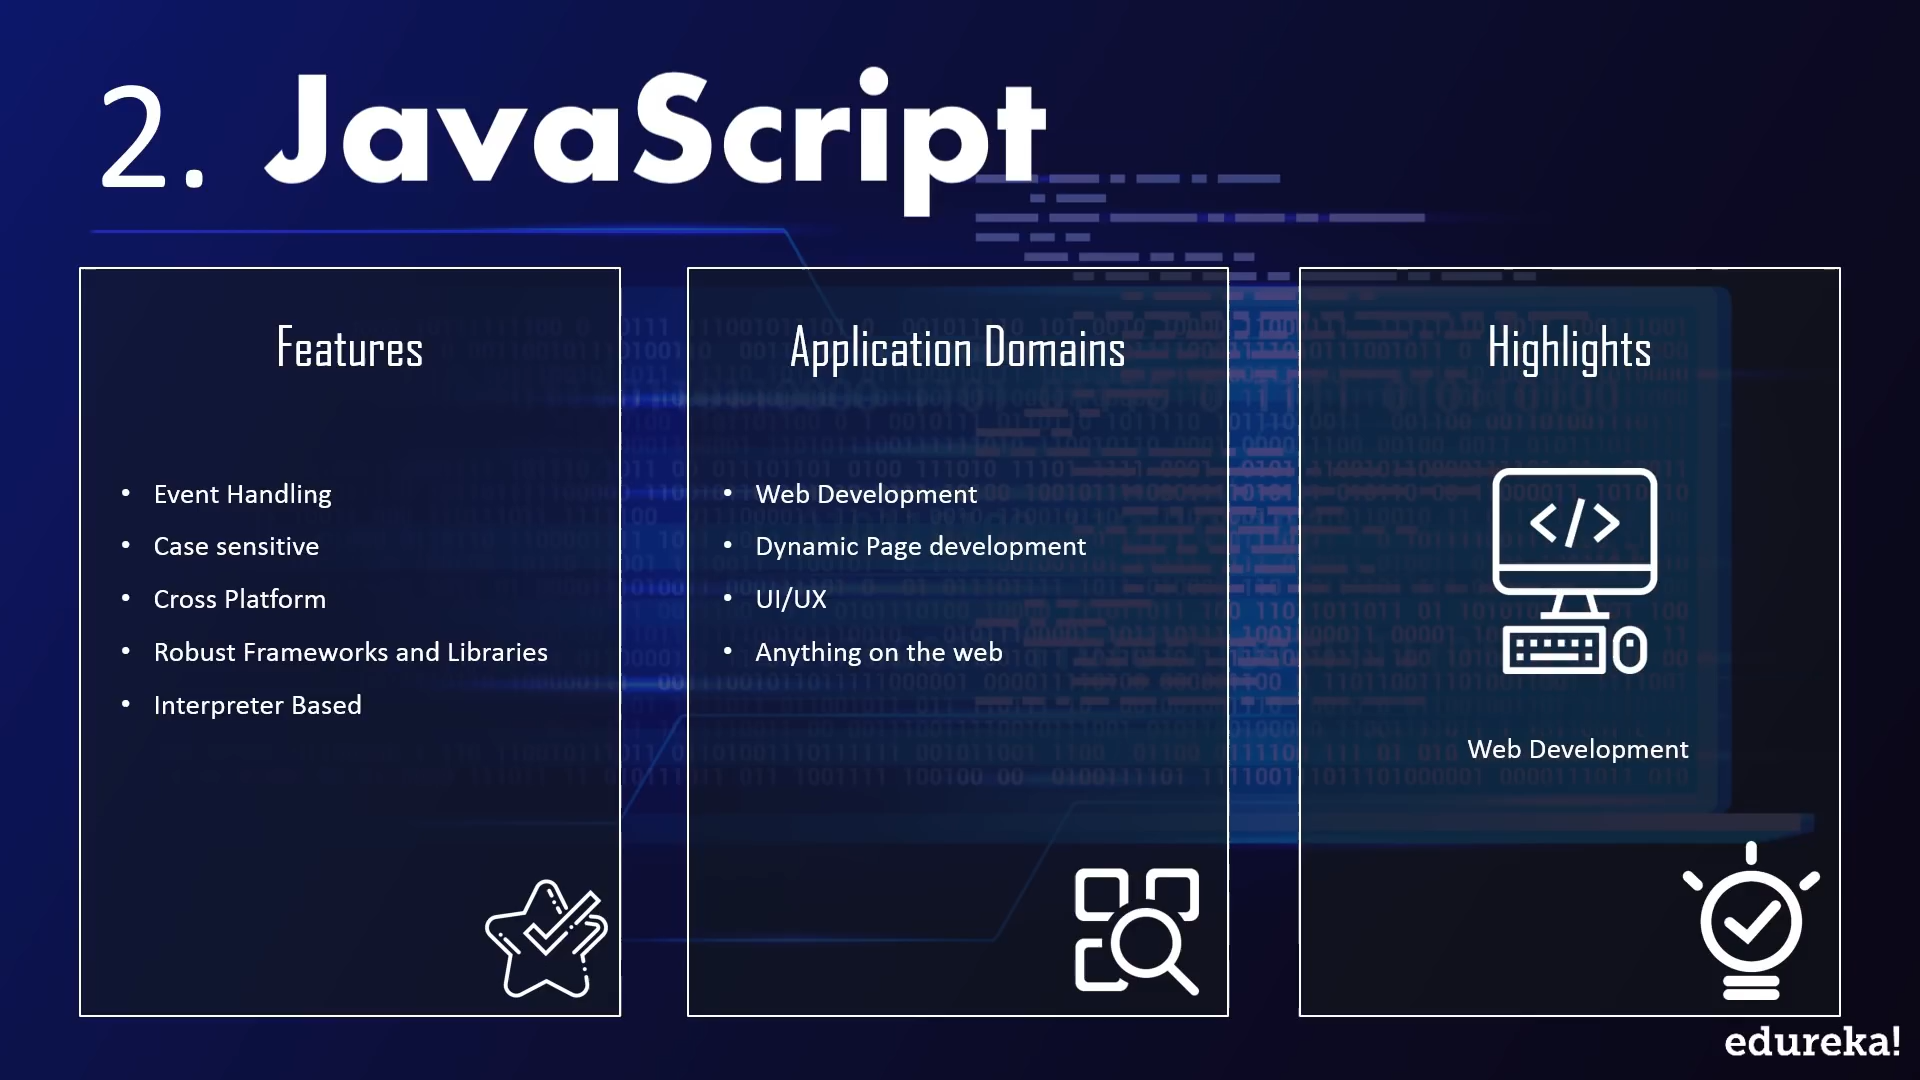 2. JavaScript
Features
• Event Handling
• Case sensitive
• Cross Platform
• Robust Frameworks and Libraries
• Interpreter Based
Application Domains
• Web Development
• Dynamic Page development
• UI/UX
• Anything on the web
Highlights
</>
Web Development
edureka!